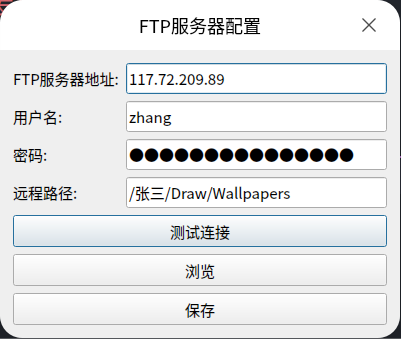 FTP服务器配置
FTP服务器地址: 117.72.209.89
用户名: zhang
密码: ●●●●●●●●●●●●●●●
远程路径: /张三/Draw/Wallpapers
测试连接
浏览
保存